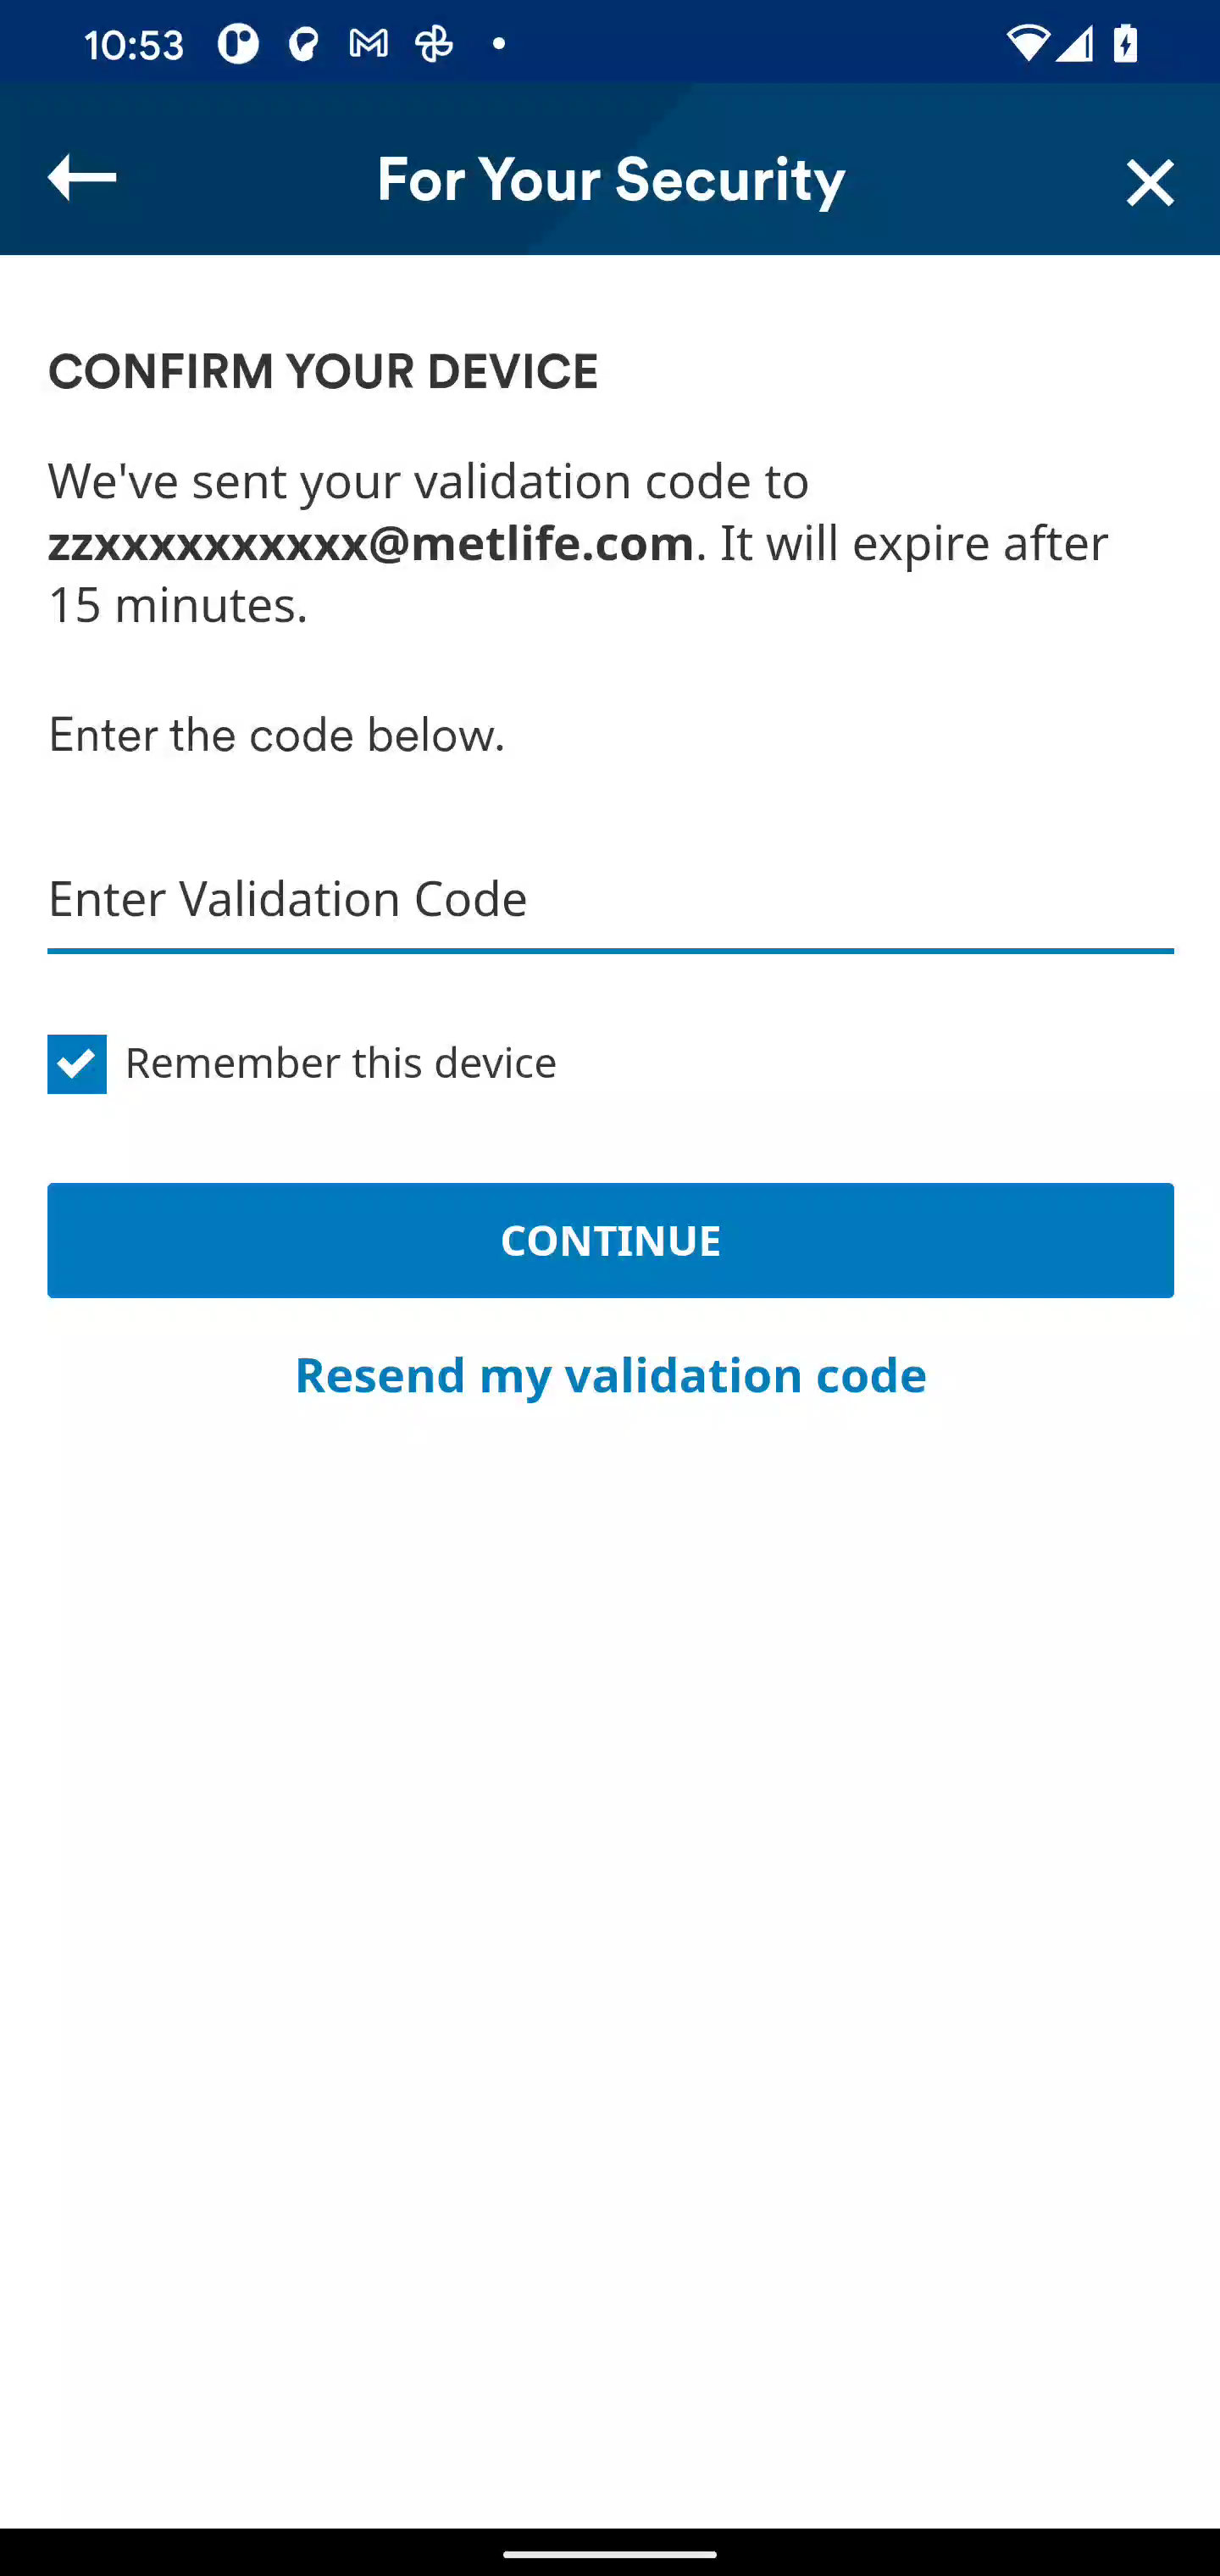 10:53
For Your Security
CONFIRM YOUR DEVICE
We've sent your validation code to
zzxxxxxxxxxx@metlife.com. It will expire after
15 minutes.
Enter the code below.
Enter Validation Code
Remember this device
CONTINUE
Resend my validation code